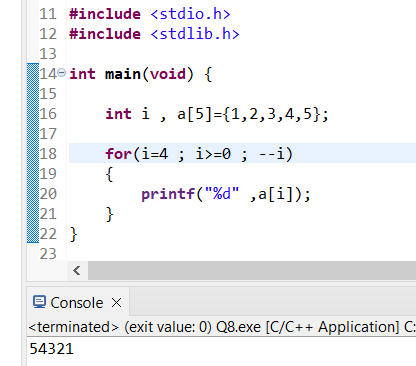 11 #include <stdio.h>
12 #include <stdlib.h>
13
14 int main(void) {
15
16 int i , a[5]={1,2,3,4,5};
17
18 for(i=4 ; i>=0 ; --i)
19 {
20 printf("%d" ,a[i]);
21 }
22 }
23
Console
<terminated> (exit value: 0) Q8.exe [C/C++ Application] C:
54321